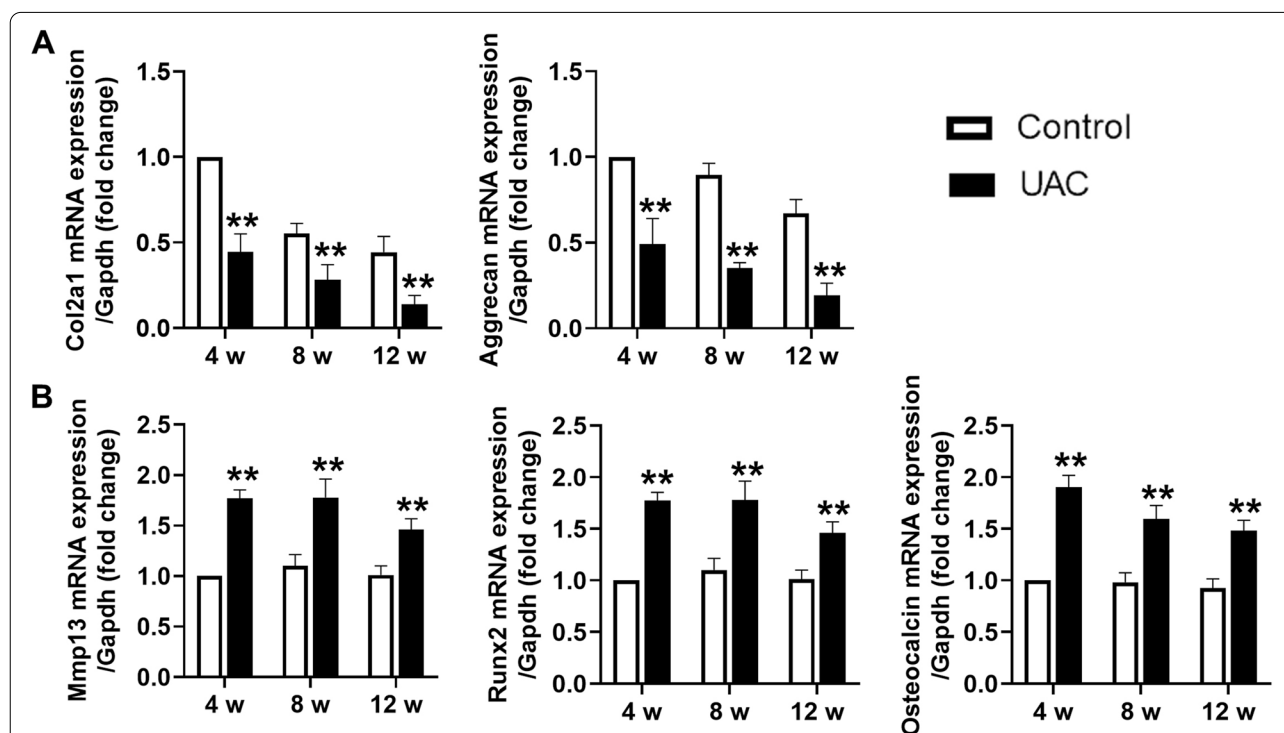 A
Col2a1 mRNA expression
/Gapdh (fold change)
1.5
1.0
0.5
0.0
**
**
**
4 w
8 w
12 w
Aggrecan mRNA expression
/Gapdh (fold change)
1.5
1.0
0.5
0.0
**
**
**
4 w
8 w
12 w
Control
UAC
B
Mmp13 mRNA expression
/Gapdh (fold change)
2.5
2.0
1.5
1.0
0.5
0.0
**
**
**
4 w
8 w
12 w
Runx2 mRNA expression
/Gapdh (fold change)
2.5
2.0
1.5
1.0
0.5
0.0
**
**
**
4 w
8 w
12 w
Osteocalcin mRNA expression
/Gapdh (fold change)
2.5
2.0
1.5
1.0
0.5
0.0
**
**
**
4 w
8 w
12 w